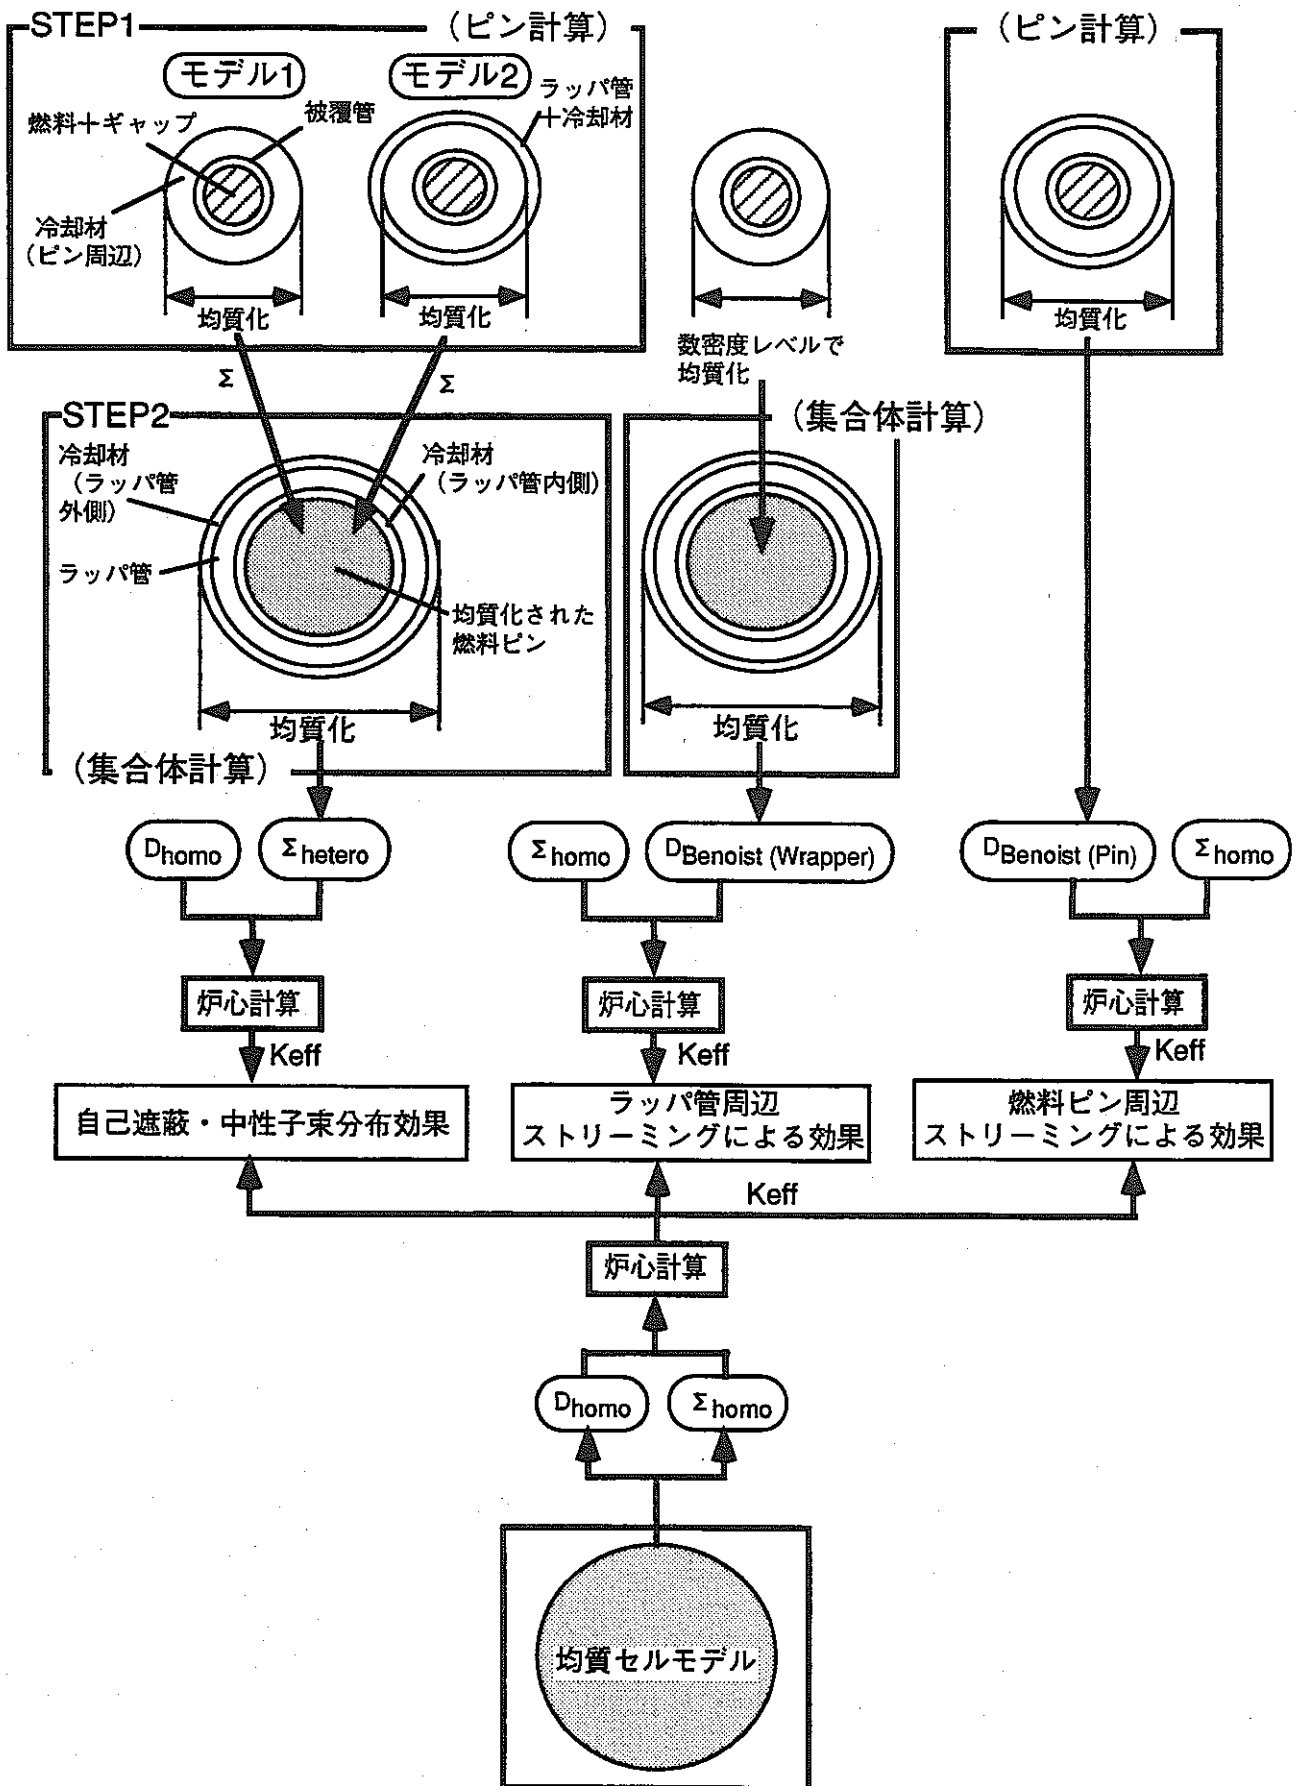 STEP1
（ピン計算）
モデル1
モデル2
燃料＋ギャップ
被覆管
ラッパ管
＋冷却材
冷却材
（ピン周辺）
均質化
均質化
Σ
Σ
（ピン計算）
均質化
数密度レベルで
均質化
STEP2
冷却材
（ラッパ管
外側）
冷却材
（ラッパ管内側）
ラッパ管
均質化された
燃料ピン
均質化
（集合体計算）
（集合体計算）
均質化
Dhomo
Σhetero
Σhomo
DBenoist (Wrapper)
DBenoist (Pin)
Σhomo
炉心計算
炉心計算
炉心計算
Keff
Keff
Keff
自己遮蔽・中性子束分布効果
ラッパ管周辺
ストリーミングによる効果
燃料ピン周辺
ストリーミングによる効果
Keff
炉心計算
Dhomo
Σhomo
均質セルモデル